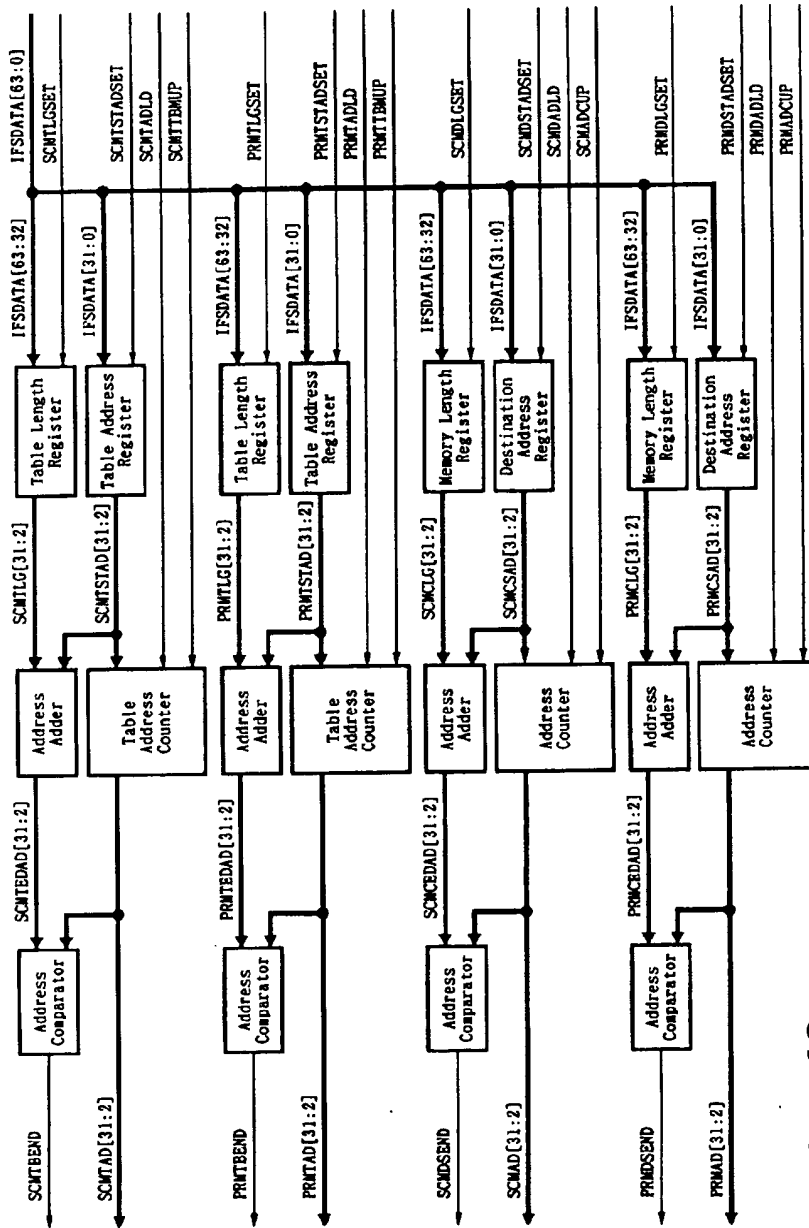 IFSDATA[63:0]
SCMTBEND
Address
Comparator
SCMTEDAD[31:2]
Address
Adder
SCMTLG[31:2]
Table Length
Register
IFSDATA[63:32]
SCMTLGSET
SCMTAD[31:2]
Table
Address
Counter
SCMTSTAD[31:2]
Table Address
Register
IFSDATA[31:0]
SCMTSTADSET
SCMTADLD
SCMTTBMUP
PRMTBEND
Address
Comparator
PRMTEDAD[31:2]
Address
Adder
PRMTLG[31:2]
Table Length
Register
IFSDATA[63:32]
PRMTLGSET
PRMTAD[31:2]
Table
Address
Counter
PRMTSTAD[31:2]
Table Address
Register
IFSDATA[31:0]
PRMTSTADSET
PRMTADLD
PRMTTBMUP
SCMDSEND
Address
Comparator
SCMCEDAD[31:2]
Address
Adder
SCMCLG[31:2]
Memory Length
Register
IFSDATA[63:32]
SCMDLGSET
SCMAD[31:2]
Address
Counter
SCMCSAD[31:2]
Destination
Address
Register
IFSDATA[31:0]
SCMDSTADSET
SCMDADLD
SCMADCUP
PRMDSEND
Address
Comparator
PRMCEDAD[31:2]
Address
Adder
PRMCLG[31:2]
Memory Length
Register
IFSDATA[63:32]
PRMDLGSET
PRMAD[31:2]
Address
Counter
PRMCSAD[31:2]
Destination
Address
Register
IFSDATA[31:0]
PRMDSTADSET
PRMDADLD
PRMADCUP